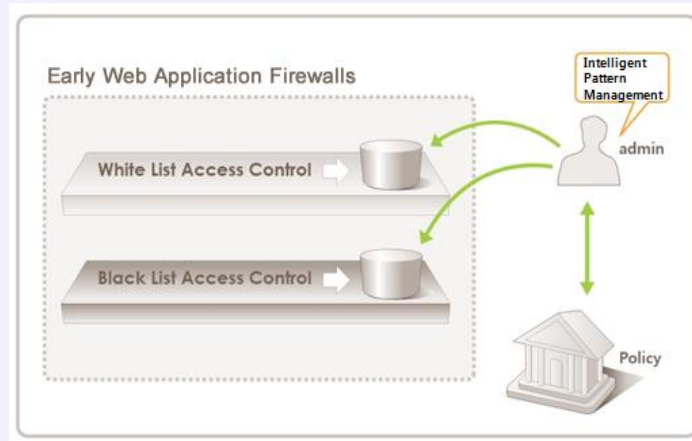 Early Web Application Firewalls
Intelligent
Pattern
Management
admin
White List Access Control
Black List Access Control
Policy